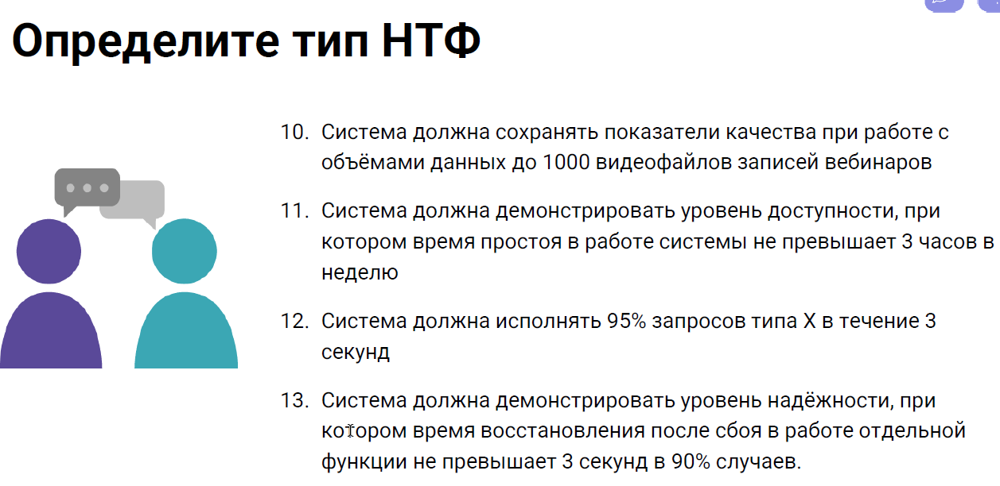 Определите тип НТФ
10. Система должна сохранять показатели качества при работе с
объёмами данных до 1000 видеофайлов записей вебинаров
11. Система должна демонстрировать уровень доступности, при
котором время простоя в работе системы не превышает 3 часов в
неделю
12. Система должна исполнять 95% запросов типа X в течение 3
секунд
13. Система должна демонстрировать уровень надёжности, при
котором время восстановления после сбоя в работе отдельной
функции не превышает 3 секунд в 90% случаев.